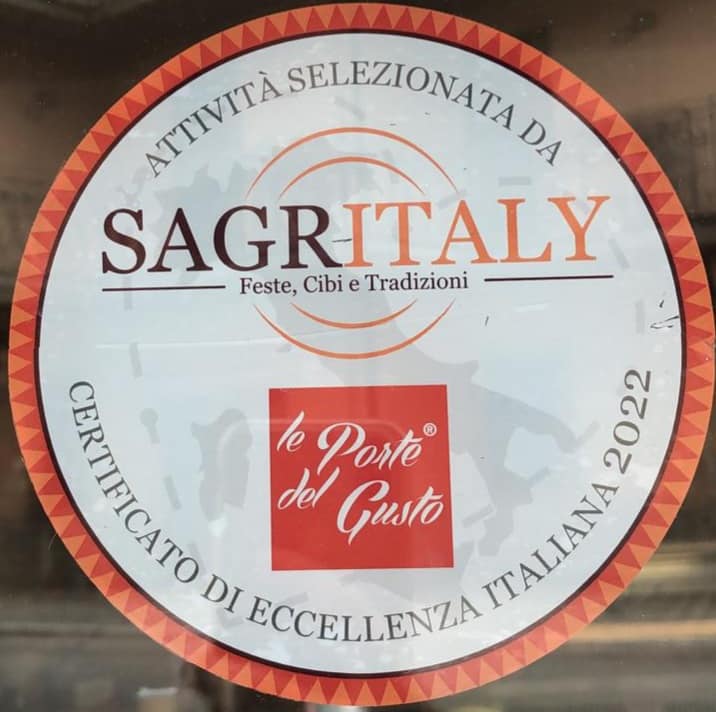 ATTIVITÀ SELEZIONATA DA
SAGRITALY
Feste, Cibi e Tradizioni
le Porte®
del Gusto
CERTIFICATO DI ECCELLENZA ITALIANA 2022